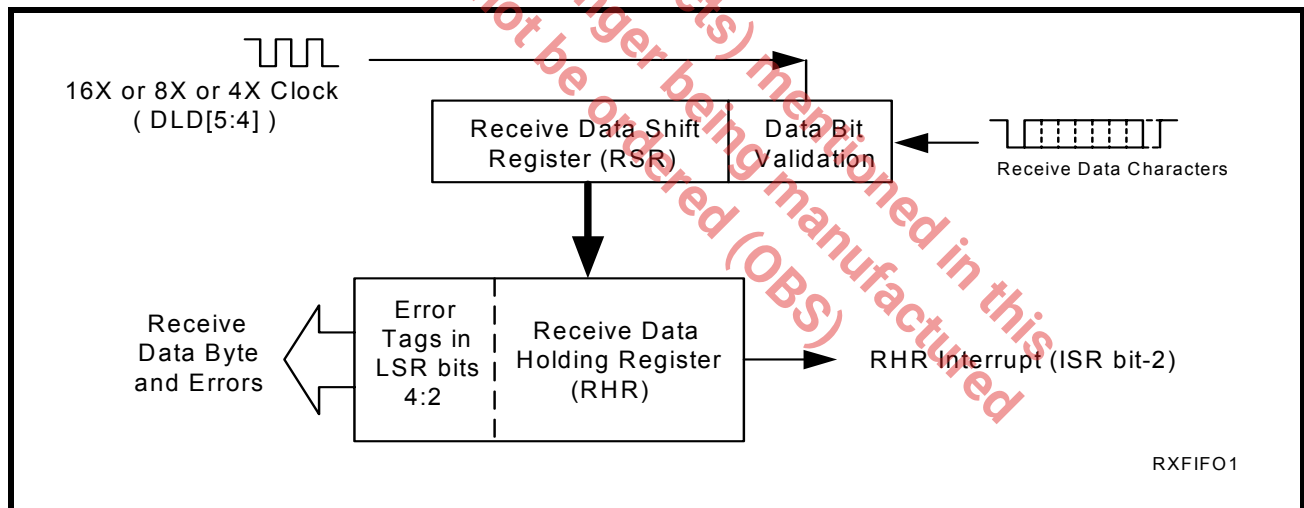 16X or 8X or 4X Clock
( DLD[5:4] )
Receive Data Shift
Register (RSR)
Data Bit
Validation
Receive Data Characters
Receive
Data Byte
and Errors
Error
Tags in
LSR bits
4:2
Receive Data
Holding Register
(RHR)
RHR Interrupt (ISR bit-2)
RXFIFO1
mentioned in this
nger being manufactured
not be ordered (OBS)